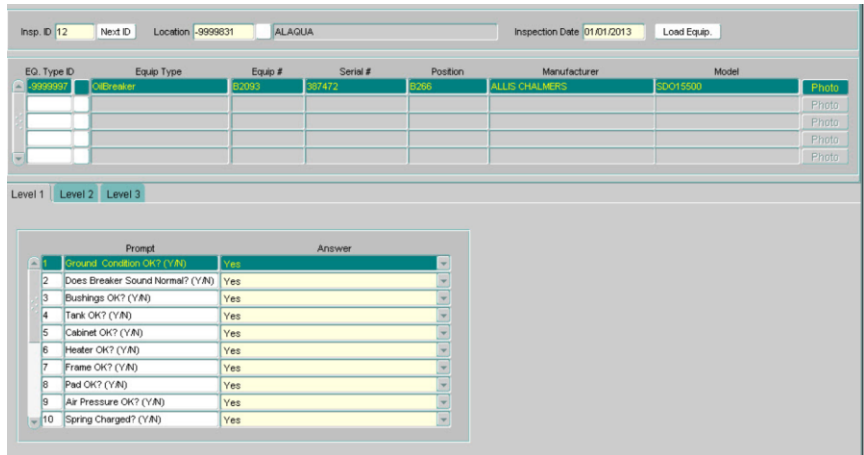 Insp. ID 12 Next ID Location -9999831 ALAQUA Inspection Date 01/01/2013 Load Equip.
EQ. Type ID Equip Type Equip # Serial # Position Manufacturer Model
-9999997 OilBreaker B2093 387472 B266 ALLIS CHALMERS SDO15500 Photo
Photo
Photo
Photo
Photo
Level 1 Level 2 Level 3
Prompt Answer
1 Ground Condition OK? (Y/N) Yes
2 Does Breaker Sound Normal? (Y/N) Yes
3 Bushings OK? (Y/N) Yes
4 Tank OK? (Y/N) Yes
5 Cabinet OK? (Y/N) Yes
6 Heater OK? (Y/N) Yes
7 Frame OK? (Y/N) Yes
8 Pad OK? (Y/N) Yes
9 Air Pressure OK? (Y/N) Yes
10 Spring Charged? (Y/N) Yes